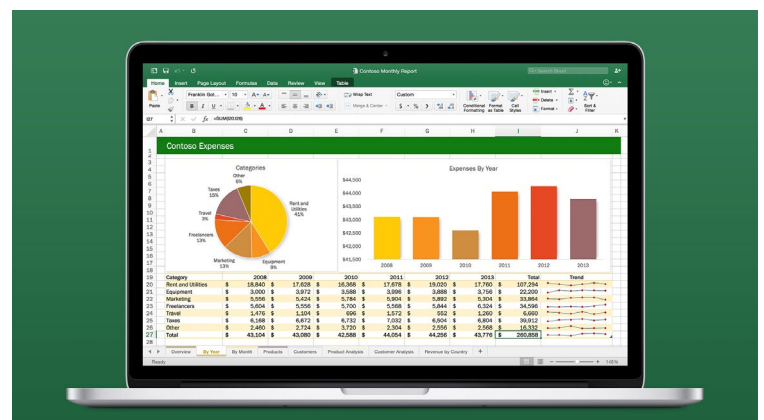 Contoso Monthly Report
Home Insert Page Layout Formulas Data Review View Table
Paste
Franklin Got... 10 A+ A-
B I U
Wrap Text
Merge & Center
Custom
$ % )
Conditional Formatting
Format as Table
Cell Styles
Insert
Delete
Format
Sort & Filter
I27 fx =SUM(I20:I26)
A B C D E F G H I J K
Contoso Expenses
Categories
Other 6%
Taxes 15%
Travel 3%
Freelancers 13%
Marketing 13%
Equipment 9%
Rent and Utilities 41%
Expenses By Year
$44,500
$44,000
$43,500
$43,000
$42,500
$42,000
$41,500
2008 2009 2010 2011 2012 2013
Category 2008 2009 2010 2011 2012 2013 Total Trend
Rent and Utilities $ 18,840 $ 17,628 $ 16,368 $ 17,678 $ 19,020 $ 17,760 $ 107,294
Equipment $ 3,000 $ 3,972 $ 3,588 $ 3,996 $ 3,888 $ 3,756 $ 22,200
Marketing $ 5,556 $ 5,424 $ 5,784 $ 5,904 $ 5,892 $ 5,304 $ 33,864
Freelancers $ 5,604 $ 5,556 $ 5,700 $ 5,568 $ 5,844 $ 6,324 $ 34,596
Travel $ 1,476 $ 1,104 $ 696 $ 1,572 $ 552 $ 1,260 $ 6,660
Taxes $ 6,168 $ 6,672 $ 6,732 $ 7,032 $ 6,504 $ 6,804 $ 39,912
Other $ 2,460 $ 2,724 $ 3,720 $ 2,304 $ 2,556 $ 2,568 $ 16,332
Total $ 43,104 $ 43,080 $ 42,588 $ 44,054 $ 44,256 $ 43,776 $ 260,858
Overview By Year By Month Products Customers Product Analysis Customer Analysis Revenue by Country +
Ready 145%